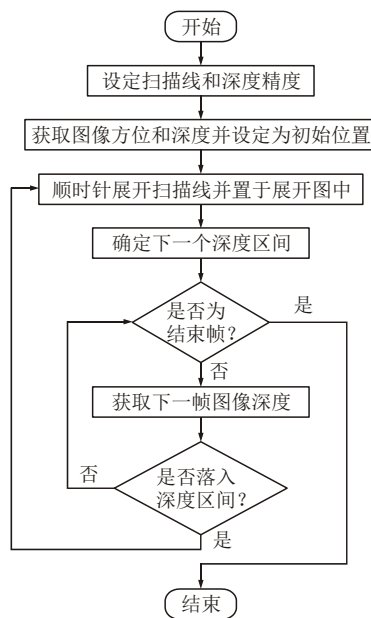 开始
设定扫描线和深度精度
获取图像方位和深度并设定为初始位置
顺时针展开扫描线并置于展开图中
确定下一个深度区间
是否为
结束帧?
是
否
获取下一帧图像深度
否
是否落入
深度区间?
是
结束